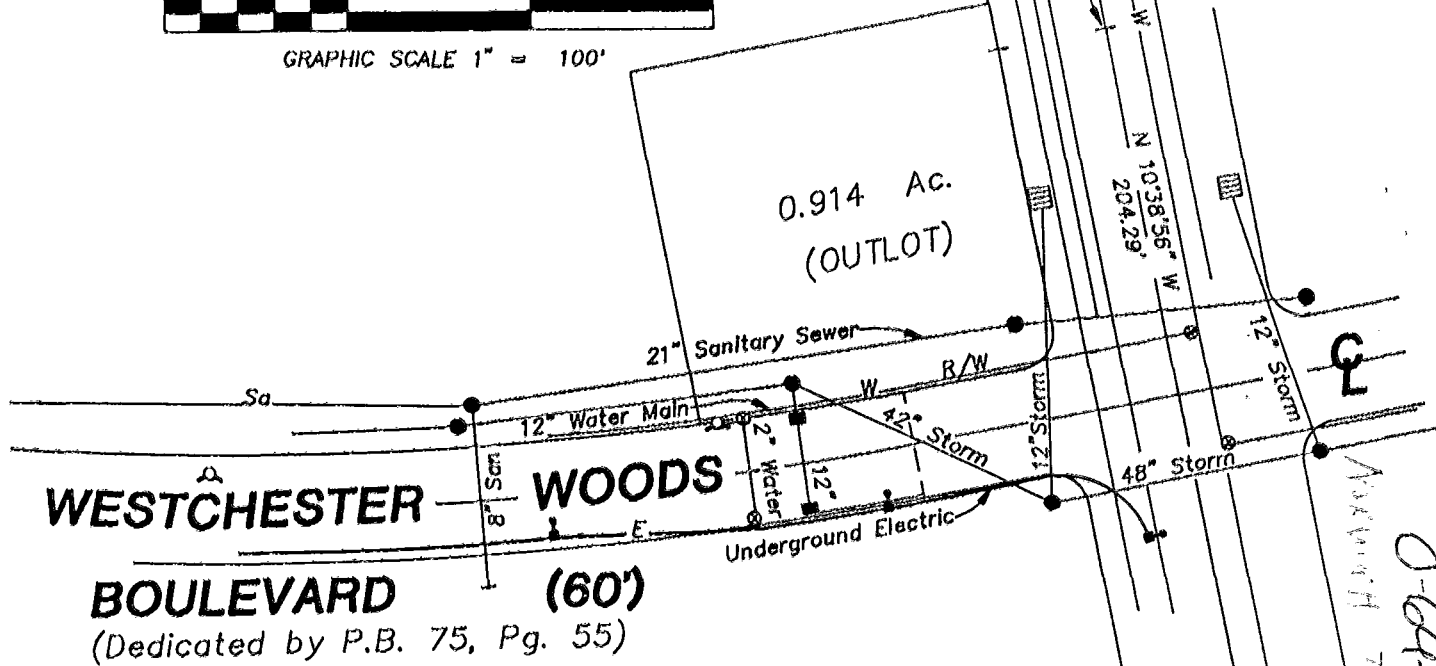 GRAPHIC SCALE 1" = 100'
W
N 10°38'56" W
204.29'
0.914 Ac.
(OUTLOT)
21" Sanitary Sewer
R/W
W
Sa
12" Water Main
42" Storm
12" Storm
12" Storm
CL
8" San
2" Water
12"
48" Storm
WESTCHESTER WOODS
E
Underground Electric
BOULEVARD (60')
(Dedicated by P.B. 75, Pg. 55)